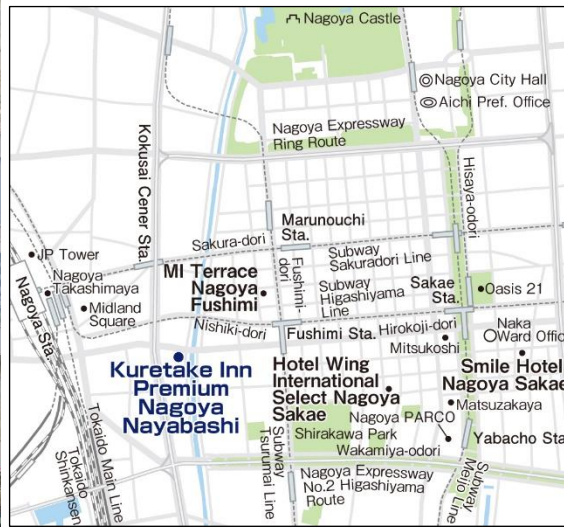 Nagoya Castle
Nagoya City Hall
Aichi Pref. Office
Nagoya Expressway
Ring Route
Kokusai Cener Sta.
Hisaya-odori
Marunouchi
Sta.
Sakura-dori
Subway
Sakuradori Line
Fushimi-
dori
JP Tower
Nagoya
Takashimaya
Midland
Square
Nagoya Sta.
MI Terrace
Nagoya
Fushimi
Subway
Higashiyama
Line
Sakae
Sta.
Oasis 21
Nishiki-dori
Fushimi Sta.
Hirokoji-dori
Mitsukoshi
Naka
Ward Office
Kuretake Inn
Premium
Nagoya
Nayabashi
Hotel Wing
International
Select Nagoya
Sakae
Smile Hotel
Nagoya Sakae
Matsuzakaya
Nagoya PARCO
Shirakawa Park
Wakamiya-odori
Yabacho Sta
Tokaido Main Line
Tokaido
Shinkansen
Subway
Tsurumai Line
Nagoya Expressway
No.2 Higashiyama
Route
Subway
Meijo Line